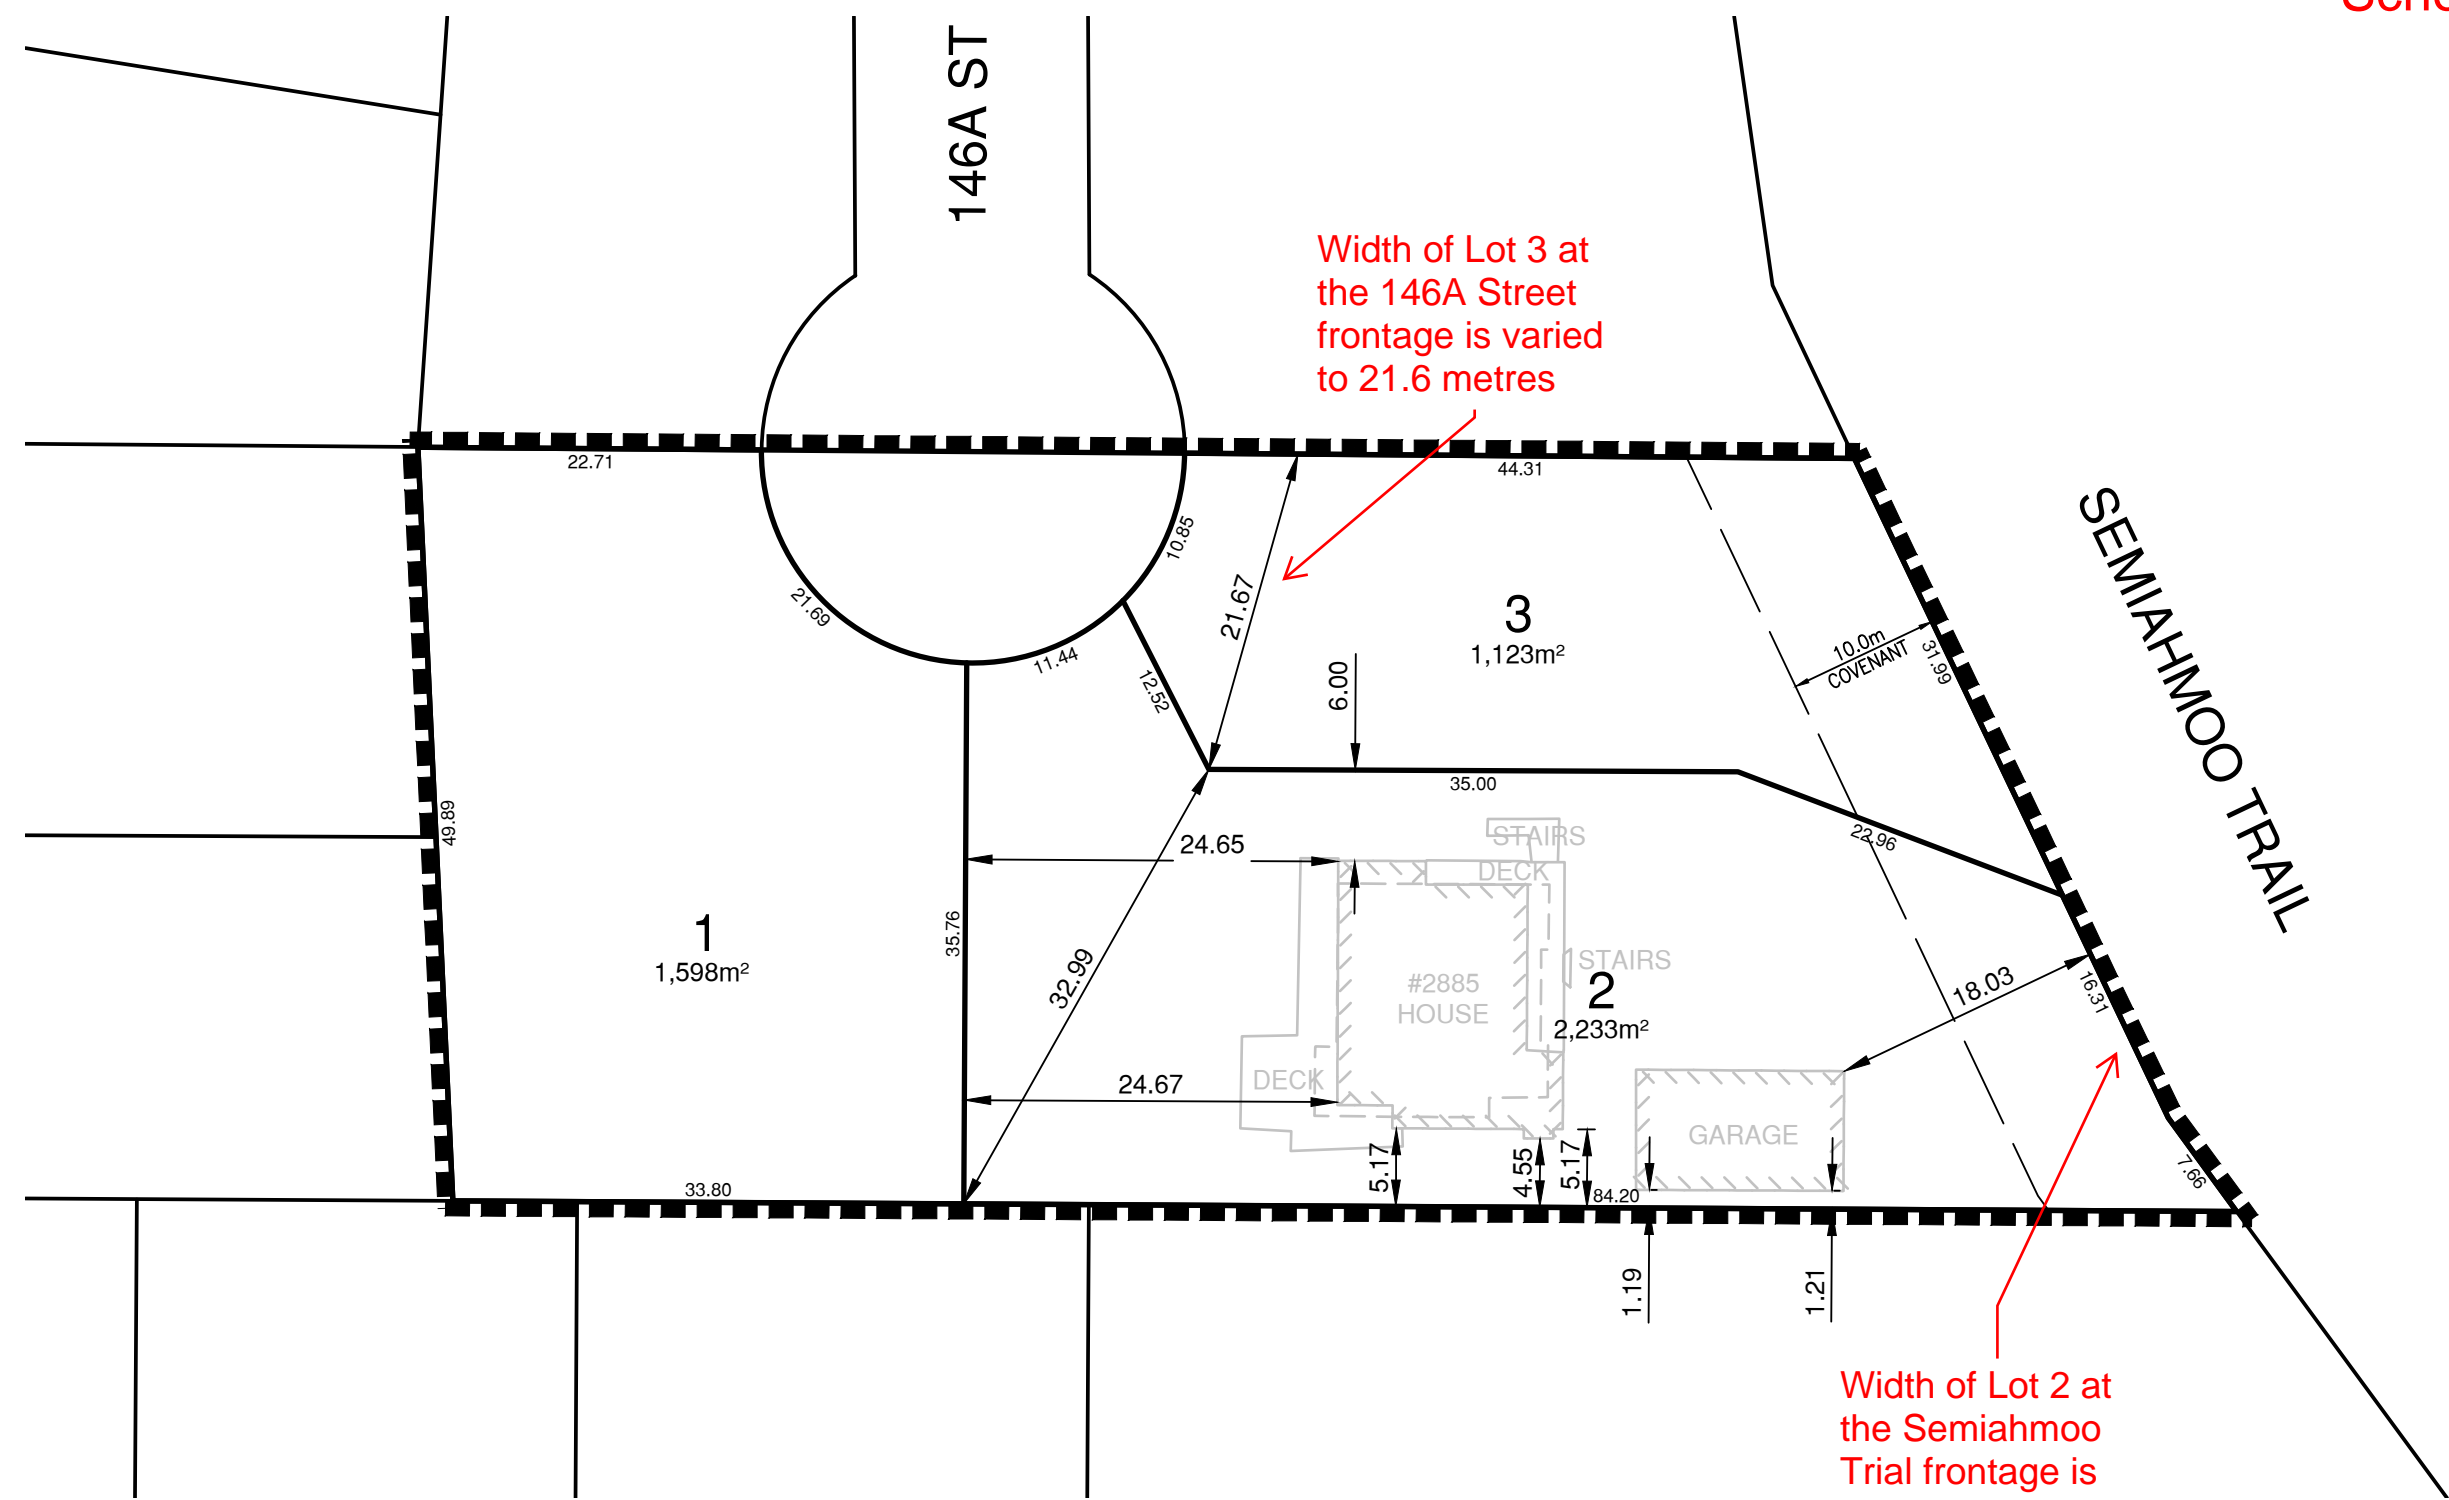 146A ST
Width of Lot 3 at
the 146A Street
frontage is varied
to 21.6 metres
22.71
44.31
SEMIAHMOO TRAIL
10.85
21.69
21.67
3
1,123m²
10.0m
COVENANT
31.99
11.44
12.52
6.00
35.00
49.89
24.65
STAIRS
DECK
22.96
1
1,598m²
35.76
32.99
#2885
HOUSE
STAIRS
2
2,233m²
18.03
16.31
DECK
24.67
GARAGE
5.17
4.55
5.17
84.20
7.66
33.80
1.19
1.21
Width of Lot 2 at
the Semiahmoo
Trial frontage is